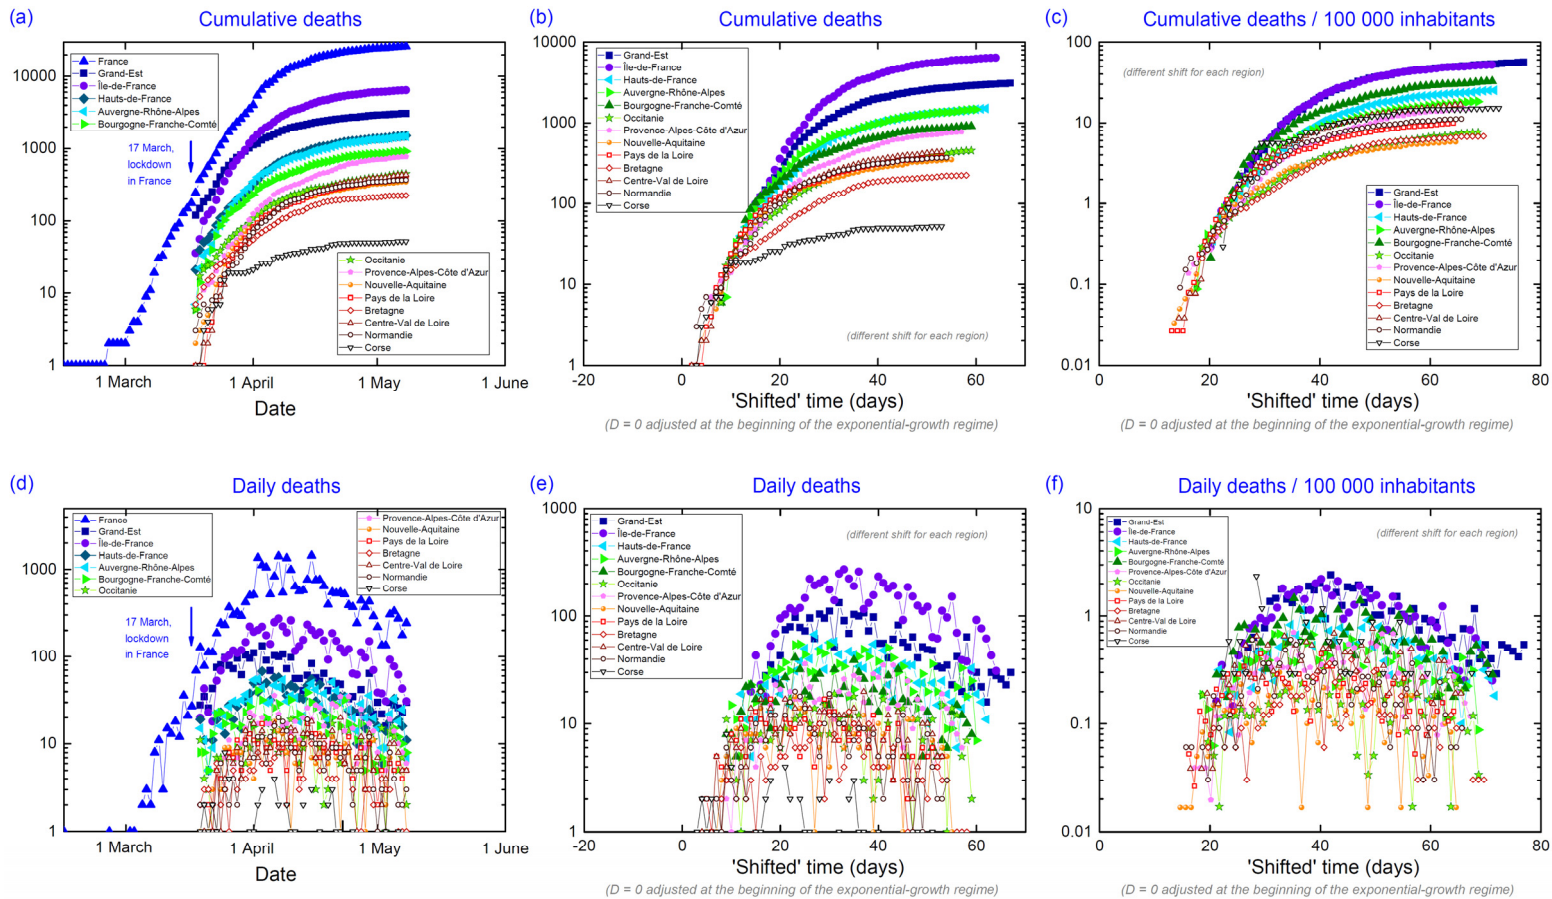 (a) Cumulative deaths
10000
1000
100
10
1
France
Grand-Est
Île-de-France
Hauts-de-France
Auvergne-Rhône-Alpes
Bourgogne-Franche-Comté
17 March,
lockdown
in France
Occitanie
Provence-Alpes-Côte d'Azur
Nouvelle-Aquitaine
Pays de la Loire
Bretagne
Centre-Val de Loire
Normandie
Corse
1 March 1 April 1 May 1 June
Date
(b) Cumulative deaths
10000
1000
100
10
1
Grand-Est
Île-de-France
Hauts-de-France
Auvergne-Rhône-Alpes
Bourgogne-Franche-Comté
Occitanie
Provence-Alpes-Côte d'Azur
Nouvelle-Aquitaine
Pays de la Loire
Bretagne
Centre-Val de Loire
Normandie
Corse
(different shift for each region)
-20 0 20 40 60
'Shifted' time (days)
(D = 0 adjusted at the beginning of the exponential-growth regime)
(c) Cumulative deaths / 100 000 inhabitants
100
10
1
0.1
0.01
(different shift for each region)
Grand-Est
Île-de-France
Hauts-de-France
Auvergne-Rhône-Alpes
Bourgogne-Franche-Comté
Occitanie
Provence-Alpes-Côte d'Azur
Nouvelle-Aquitaine
Pays de la Loire
Bretagne
Centre-Val de Loire
Normandie
Corse
0 20 40 60 80
'Shifted' time (days)
(D = 0 adjusted at the beginning of the exponential-growth regime)
(d) Daily deaths
1000
100
10
1
France
Grand-Est
Île-de-France
Hauts-de-France
Auvergne-Rhône-Alpes
Bourgogne-Franche-Comté
Occitanie
17 March,
lockdown
in France
Provence-Alpes-Côte d'Azur
Nouvelle-Aquitaine
Pays de la Loire
Bretagne
Centre-Val de Loire
Normandie
Corse
1 March 1 April 1 May 1 June
Date
(e) Daily deaths
1000
100
10
1
Grand-Est
Île-de-France
Hauts-de-France
Auvergne-Rhône-Alpes
Bourgogne-Franche-Comté
Occitanie
Provence-Alpes-Côte d'Azur
Nouvelle-Aquitaine
Pays de la Loire
Bretagne
Centre-Val de Loire
Normandie
Corse
(different shift for each region)
-20 0 20 40 60
'Shifted' time (days)
(D = 0 adjusted at the beginning of the exponential-growth regime)
(f) Daily deaths / 100 000 inhabitants
10
1
0.1
0.01
Grand-Est
Île-de-France
Hauts-de-France
Auvergne-Rhône-Alpes
Bourgogne-Franche-Comté
Provence-Alpes-Côte d'Azur
Occitanie
Nouvelle-Aquitaine
Pays de la Loire
Bretagne
Centre-Val de Loire
Normandie
Corse
(different shift for each region)
0 20 40 60 80
'Shifted' time (days)
(D = 0 adjusted at the beginning of the exponential-growth regime)